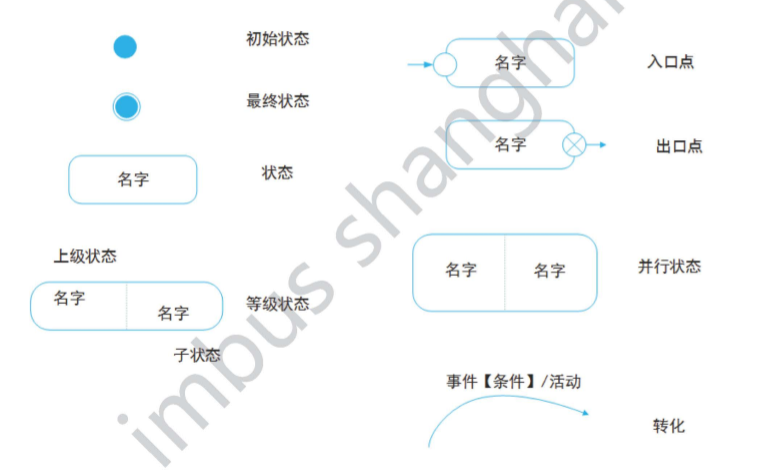 初始状态
最终状态
名字
状态
上级状态
名字
名字
等级状态
子状态
名字
入口点
名字
出口点
名字
名字
并行状态
事件【条件】/活动
转化
imbus shanghai